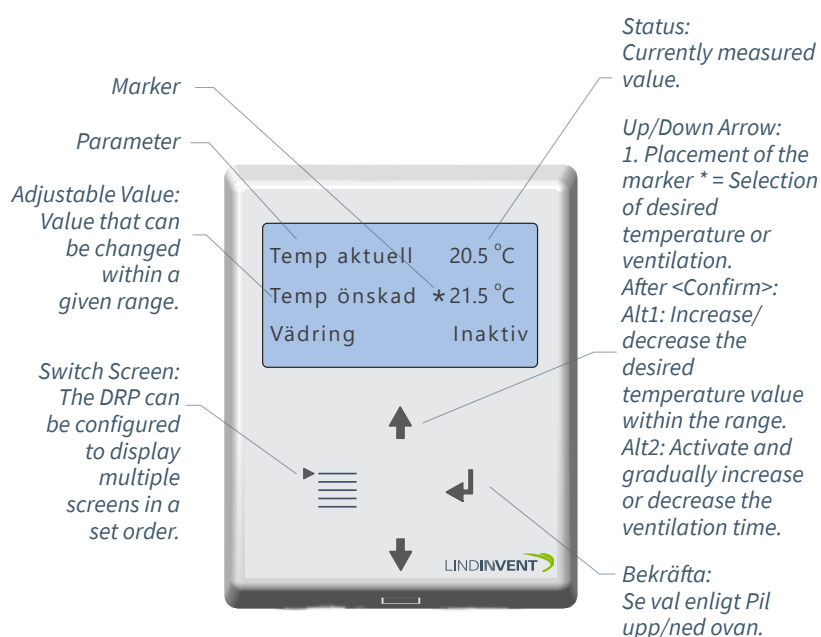 Marker
Parameter
Adjustable Value:
Value that can
be changed
within a
given range.
Switch Screen:
The DRP can
be configured
to display
multiple
screens in a
set order.
Temp aktuell 20.5 °C
Temp önskad *21.5 °C
Vädring Inaktiv
LINDINVENT
Status:
Currently measured
value.
Up/Down Arrow:
1. Placement of the
marker * = Selection
of desired
temperature or
ventilation.
After <Confirm>:
Alt1: Increase/
decrease the
desired
temperature value
within the range.
Alt2: Activate and
gradually increase
or decrease the
ventilation time.
Bekräfta:
Se val enligt Pil
upp/ned ovan.